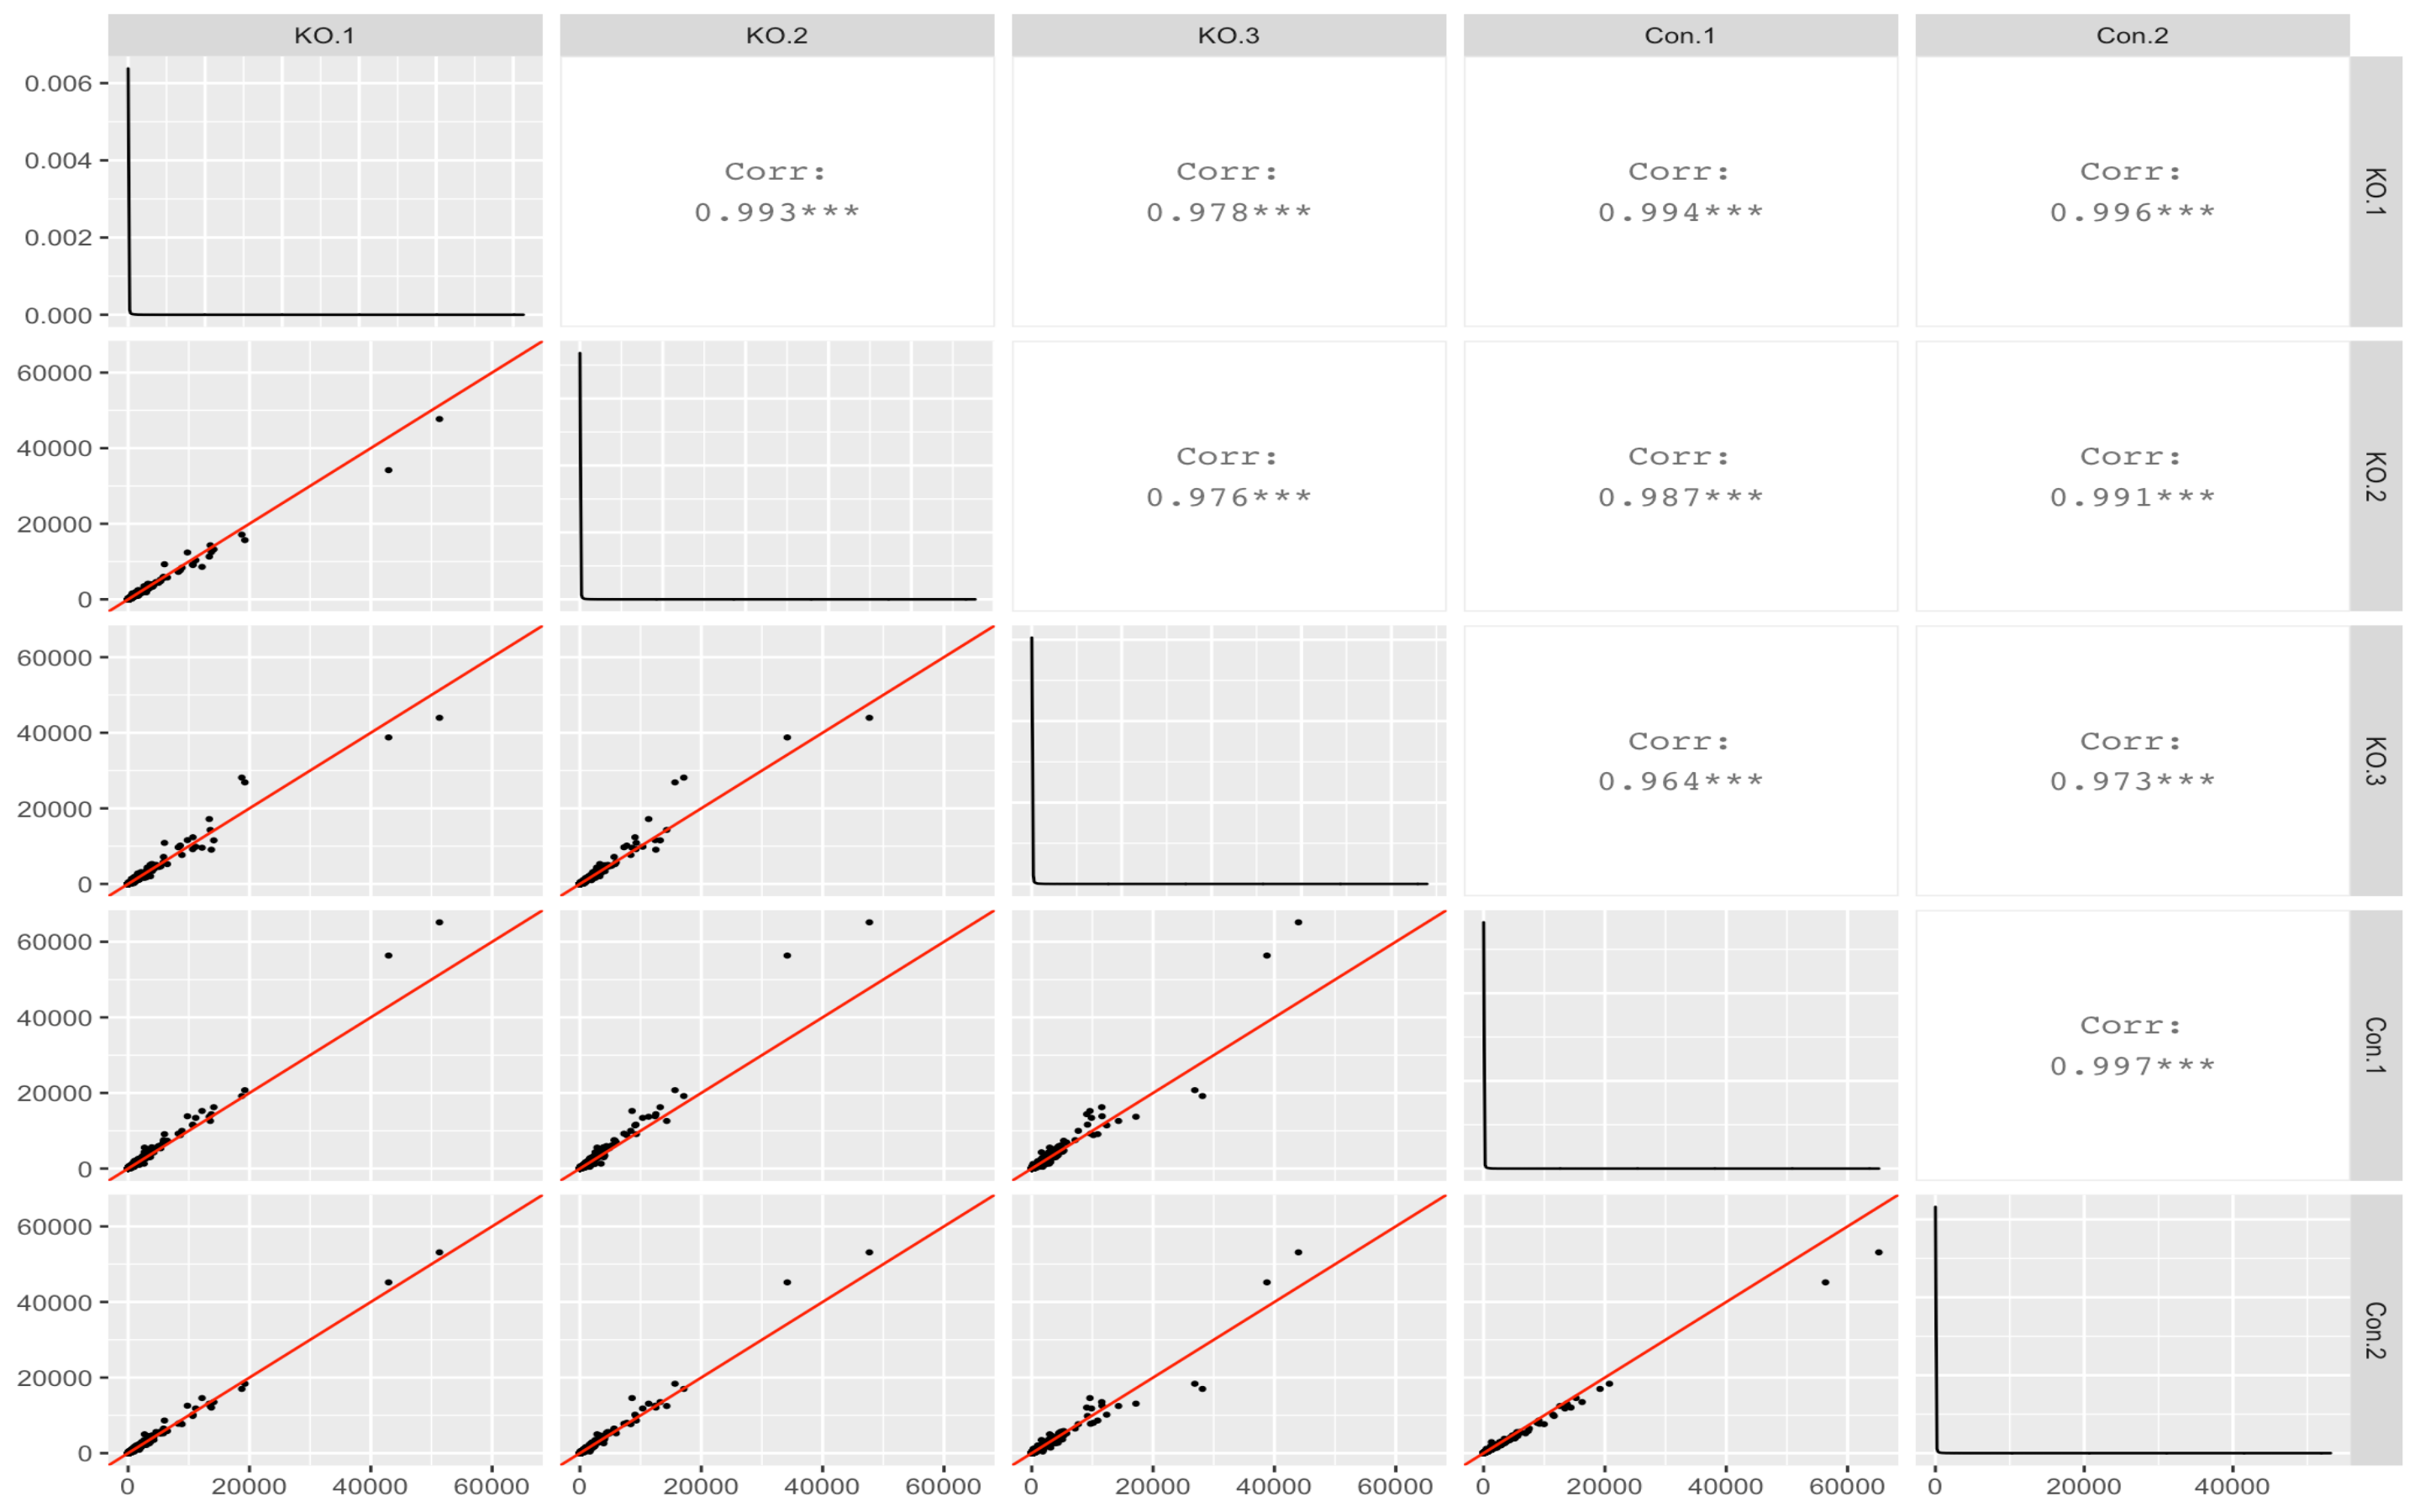 KO.1
KO.2
KO.3
Con.1
Con.2
0.006
0.004
0.002
0.000
Corr:
0.993***
Corr:
0.978***
Corr:
0.994***
Corr:
0.996***
KO.1
60000
40000
20000
0
Corr:
0.976***
Corr:
0.987***
Corr:
0.991***
KO.2
60000
40000
20000
0
Corr:
0.964***
Corr:
0.973***
KO.3
60000
40000
20000
0
Corr:
0.997***
Con.1
60000
40000
20000
0
Con.2
0 20000 40000 60000
0 20000 40000 60000
0 20000 40000 60000
0 20000 40000 60000
0 20000 40000